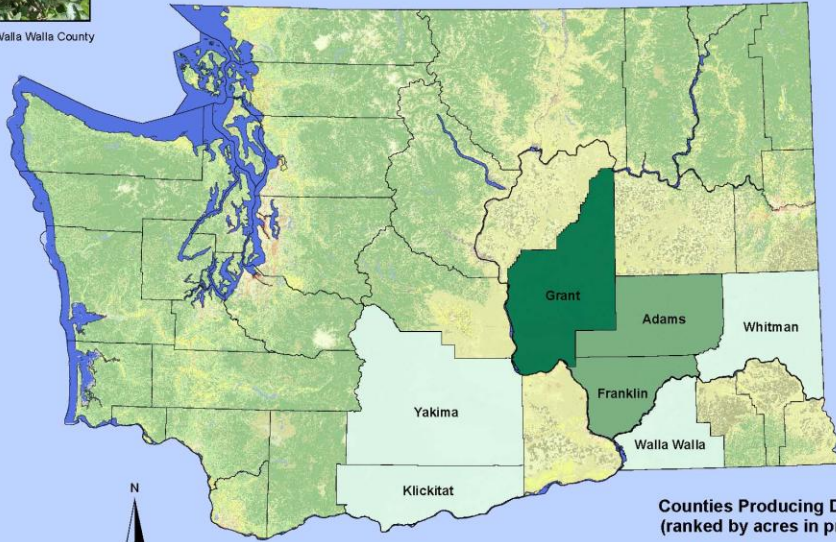 Walla Walla County
Grant
Adams
Whitman
Franklin
Yakima
Walla Walla
Klickitat
N
Counties Producing
(ranked by acres in